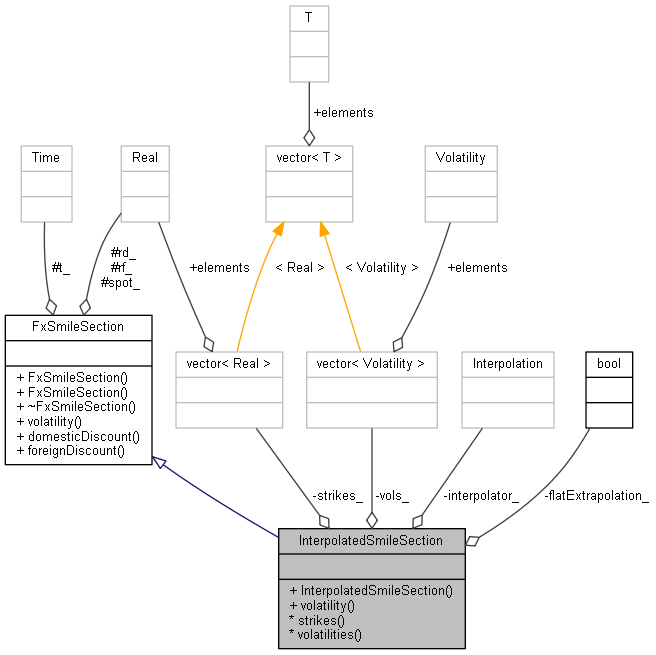 T
+elements
Time
Real
vector< T >
Volatility
#t_
#rd_
#rf_
#spot_
+elements
< Real >
< Volatility >
+elements
FxSmileSection
+ FxSmileSection()
+ FxSmileSection()
+ ~FxSmileSection()
+ volatility()
+ domesticDiscount()
+ foreignDiscount()
vector< Real >
vector< Volatility >
Interpolation
bool
-strikes_
-vols_
-interpolator_
-flatExtrapolation_
InterpolatedSmileSection
+ InterpolatedSmileSection()
+ volatility()
* strikes()
* volatilities()